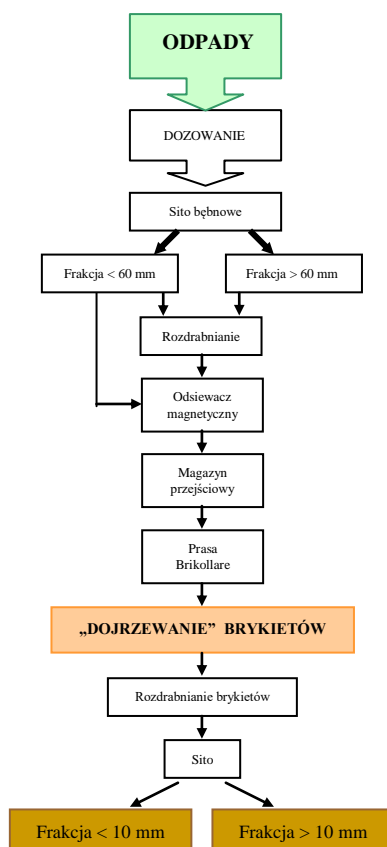 ODPADY
DOZOWANIE
Sito bębnowe
Frakcja < 60 mm
Frakcja > 60 mm
Rozdrabnianie
Odsiewacz
magnetyczny
Magazyn
przejściowy
Prasa
Brikollare
„DOJRZEWANIE” BRYKIETÓW
Rozdrabnianie brykietów
Sito
Frakcja < 10 mm
Frakcja > 10 mm